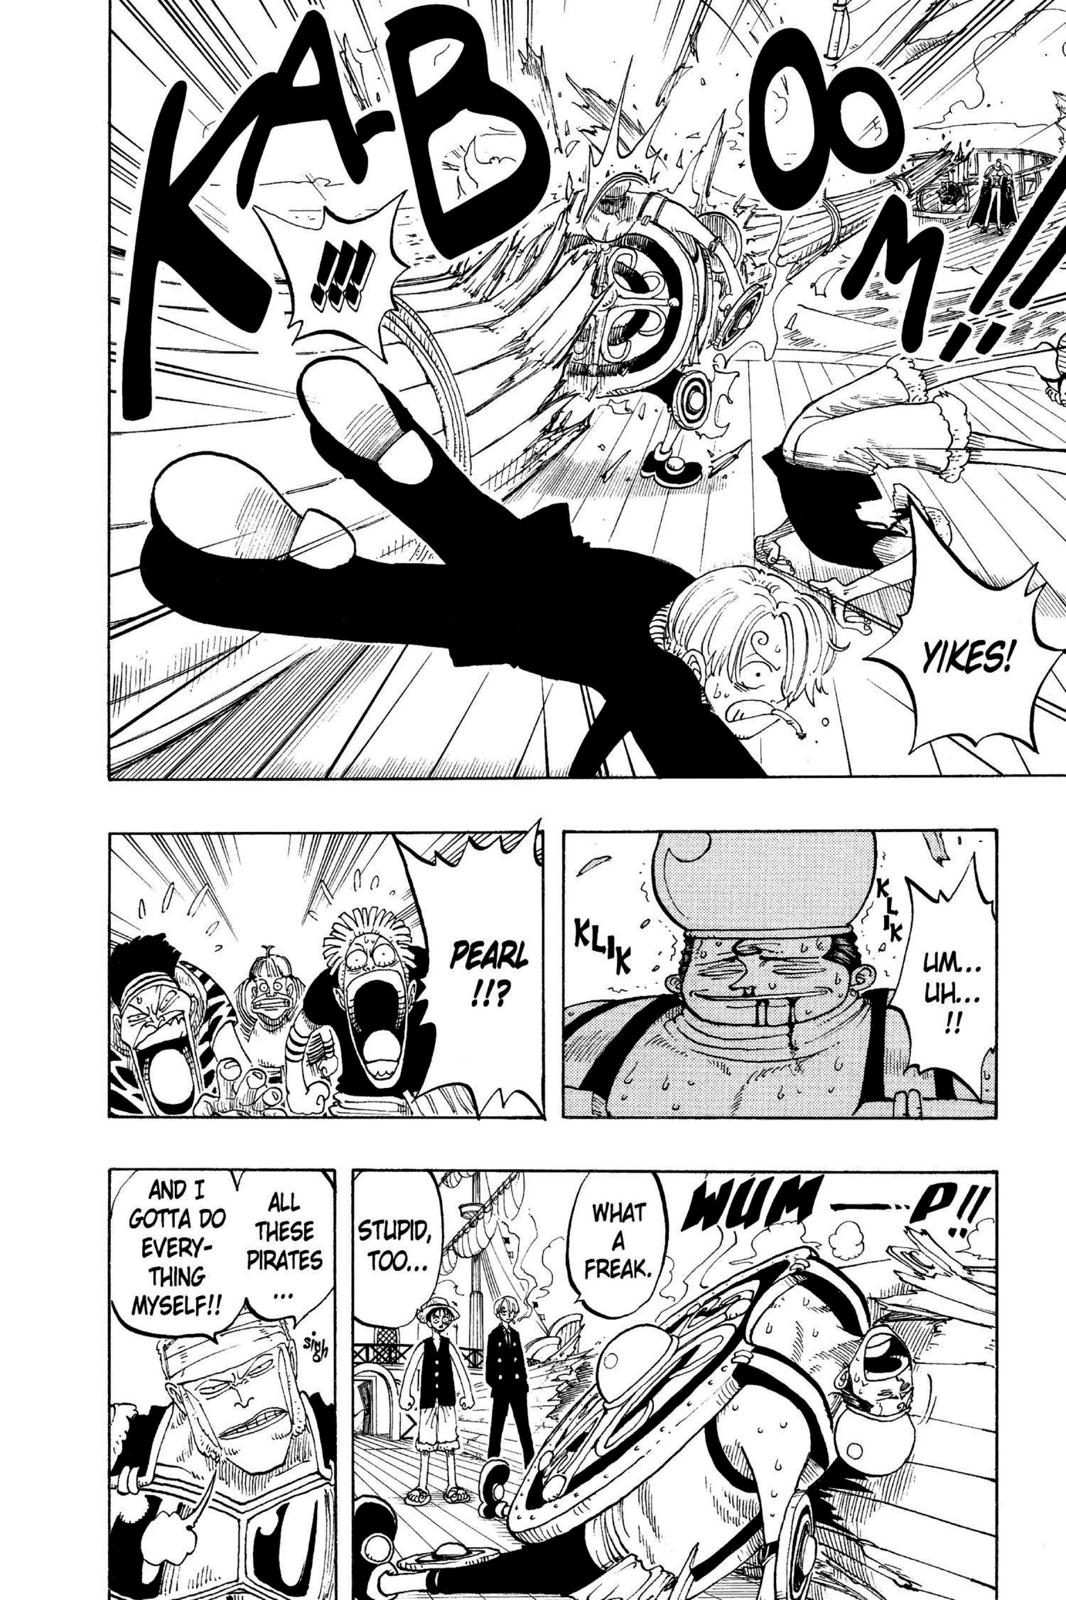 KA-BOOM!!
!!!
YIKES!
UM...
UH...
!!
KLIK
KLIK
PEARL
!!?
WUM—···P!!
WHAT
A
FREAK.
STUPID,
TOO...
ALL
THESE
PIRATES
...
AND I
GOTTA DO
EVERY-
THING
MYSELF!!
sigh